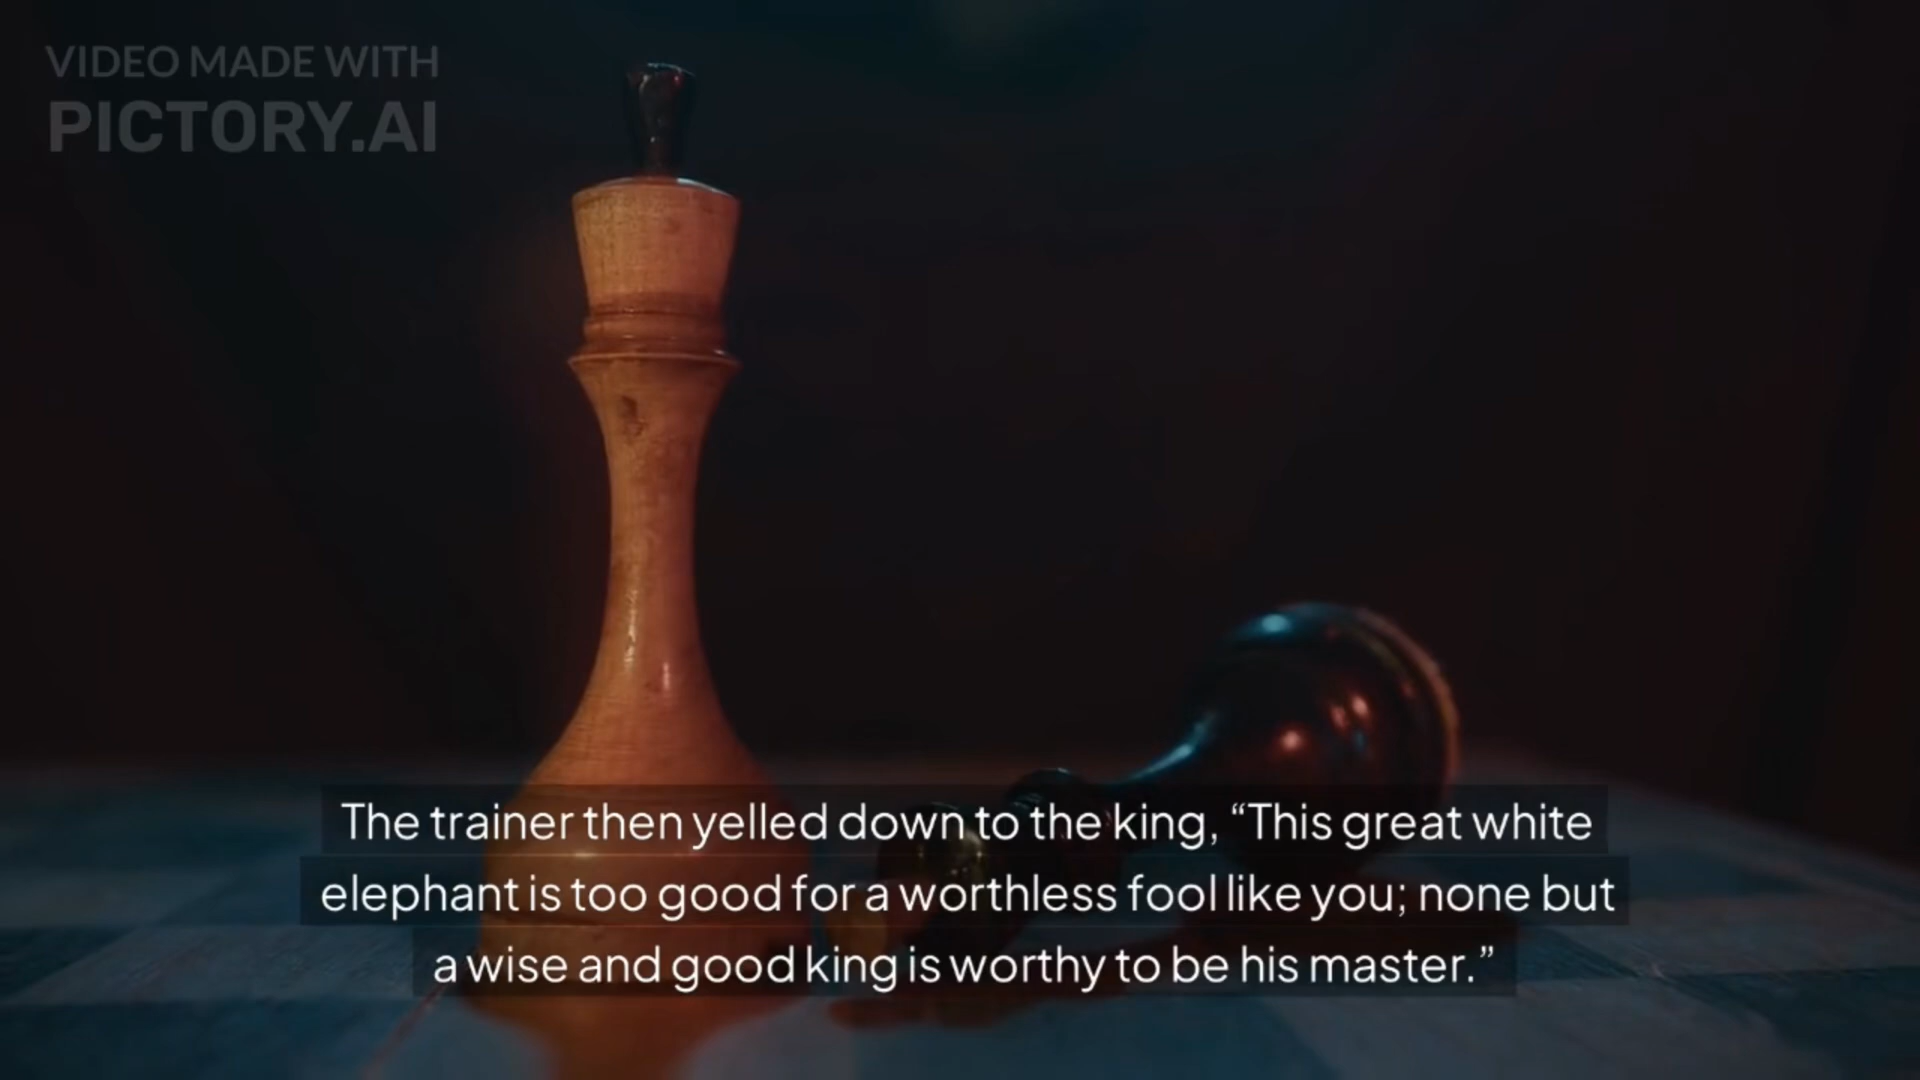 VIDEO MADE WITH
PICTORY.AI
The trainer then yelled down to the king, “This great white
elephant is too good for a worthless fool like you; none but
a wise and good king is worthy to be his master.”